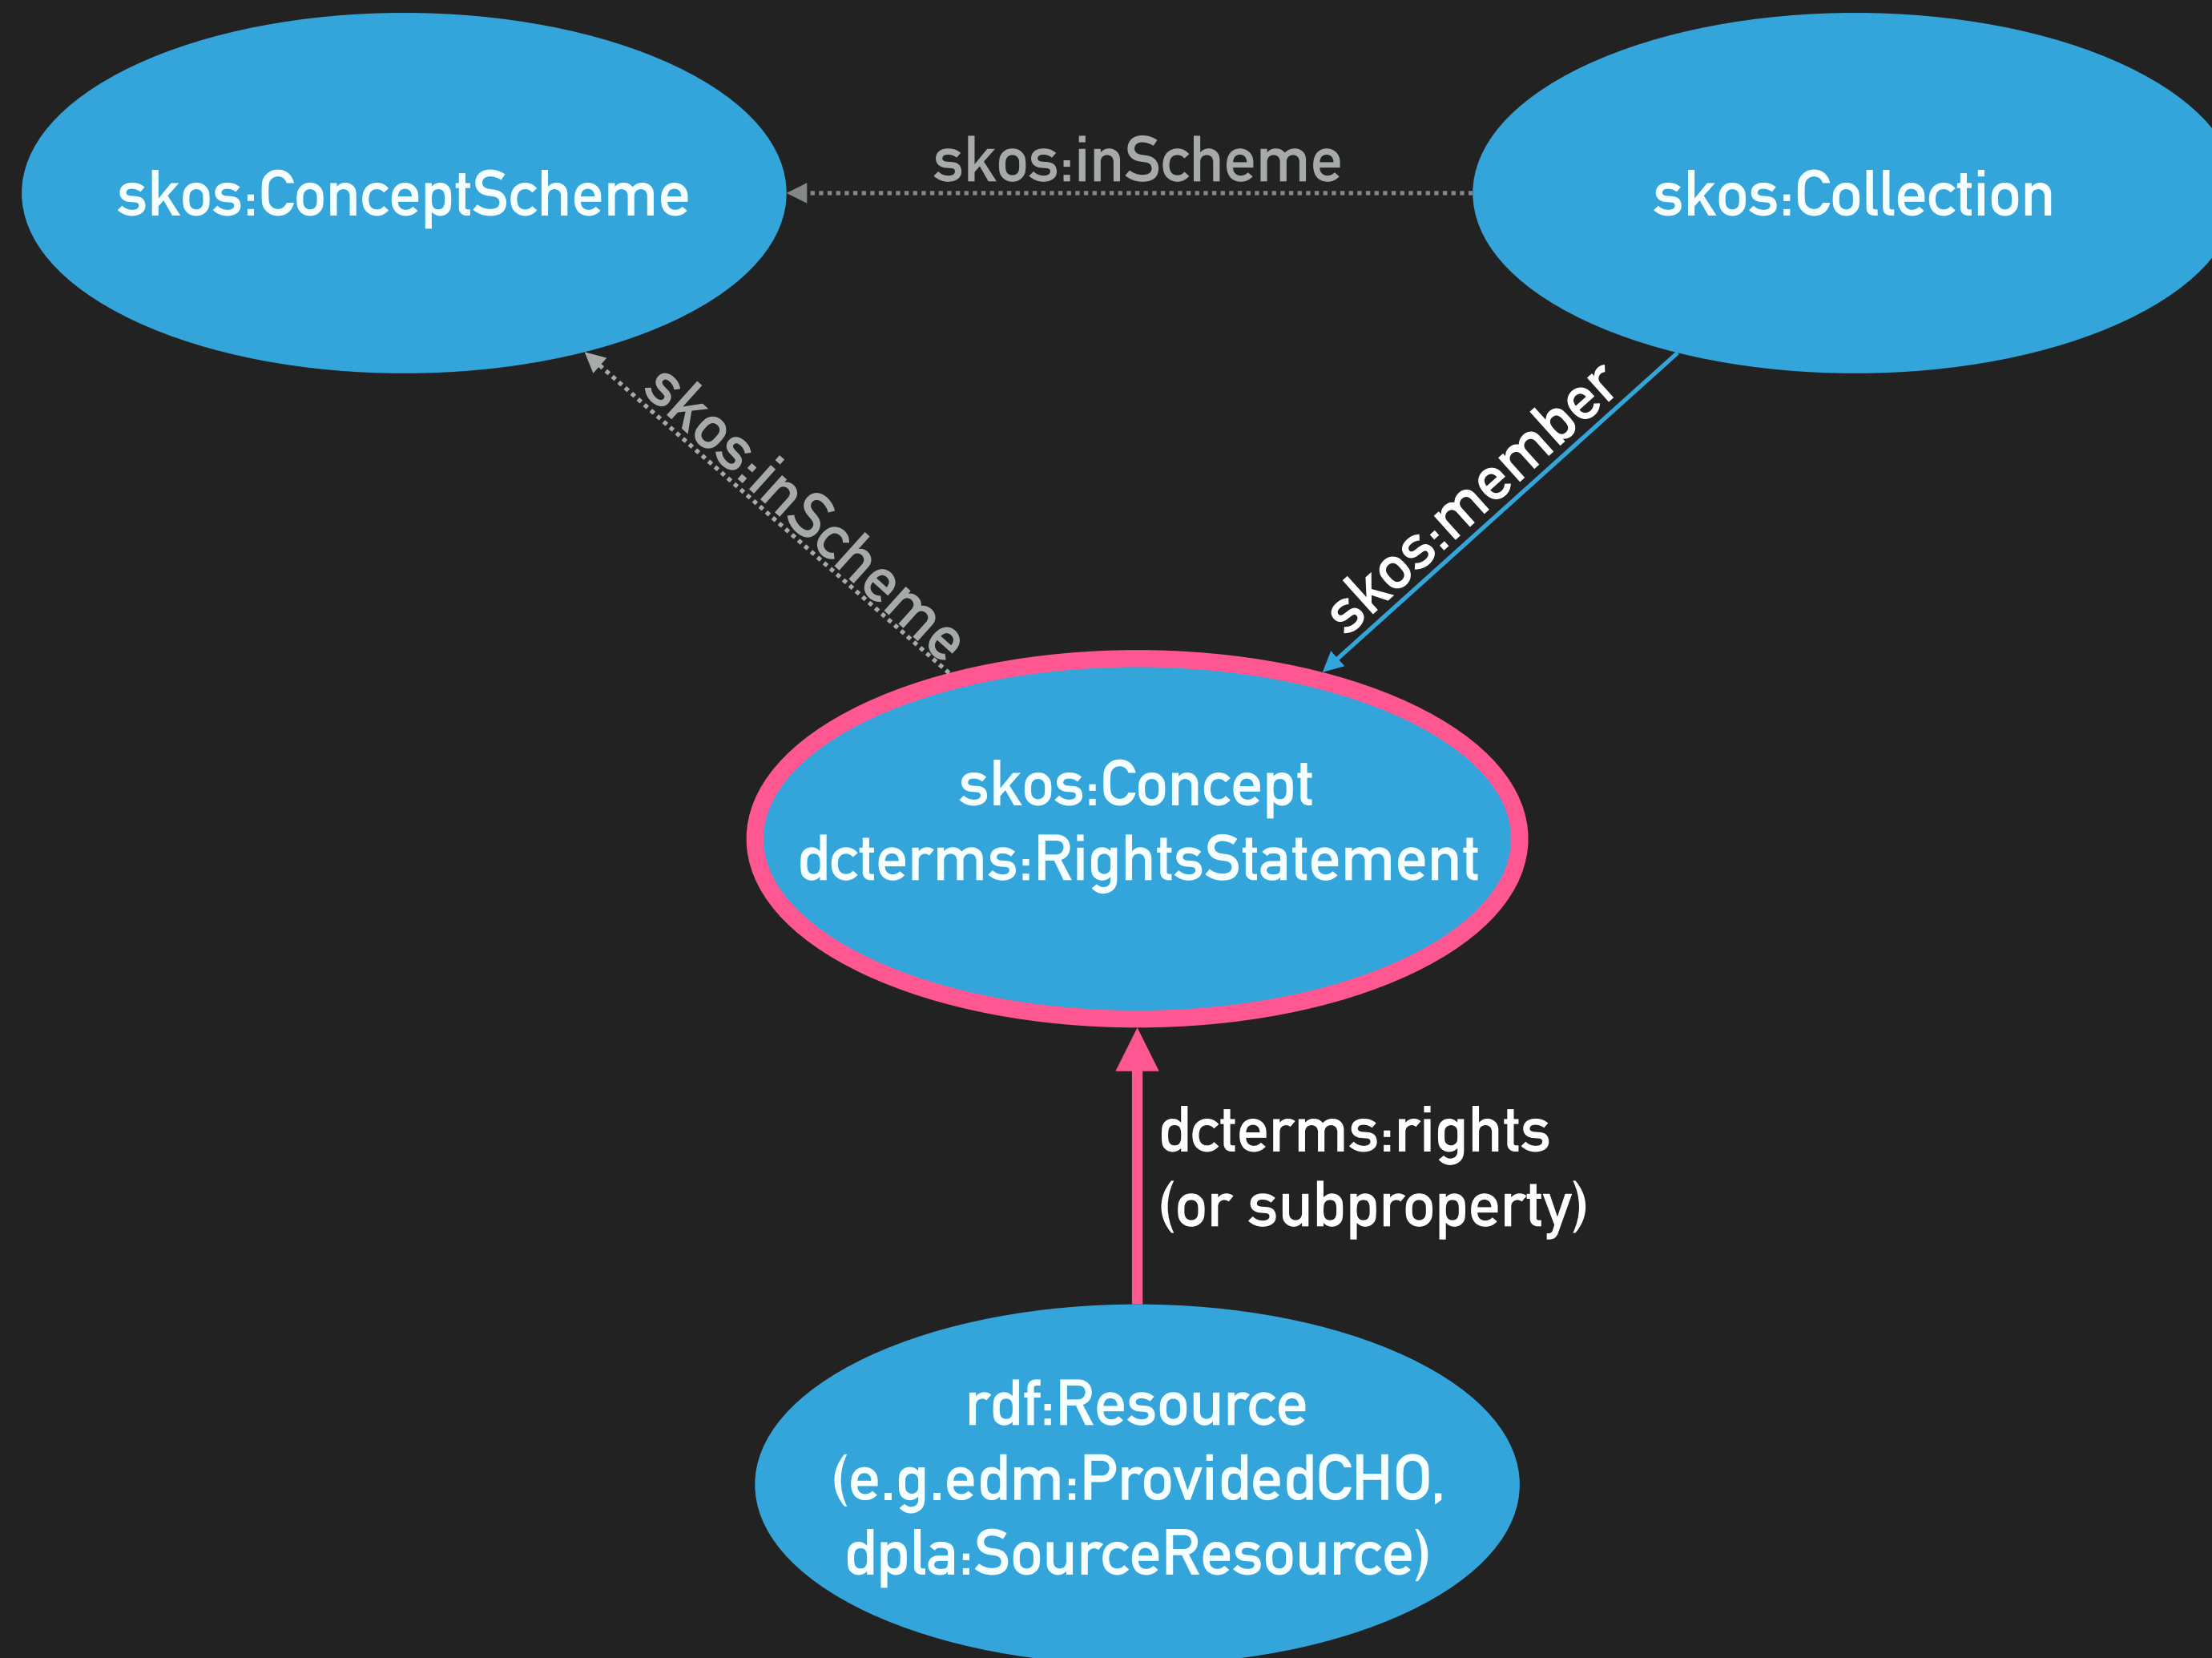 skos:ConceptScheme
skos:inScheme
skos:Collection
skos:inScheme
skos:member
skos:Concept
dcterms:RightsStatement
dcterms:rights
(or subproperty)
rdf:Resource
(e.g.edm:ProvidedCHO,
dpla:SourceResource)